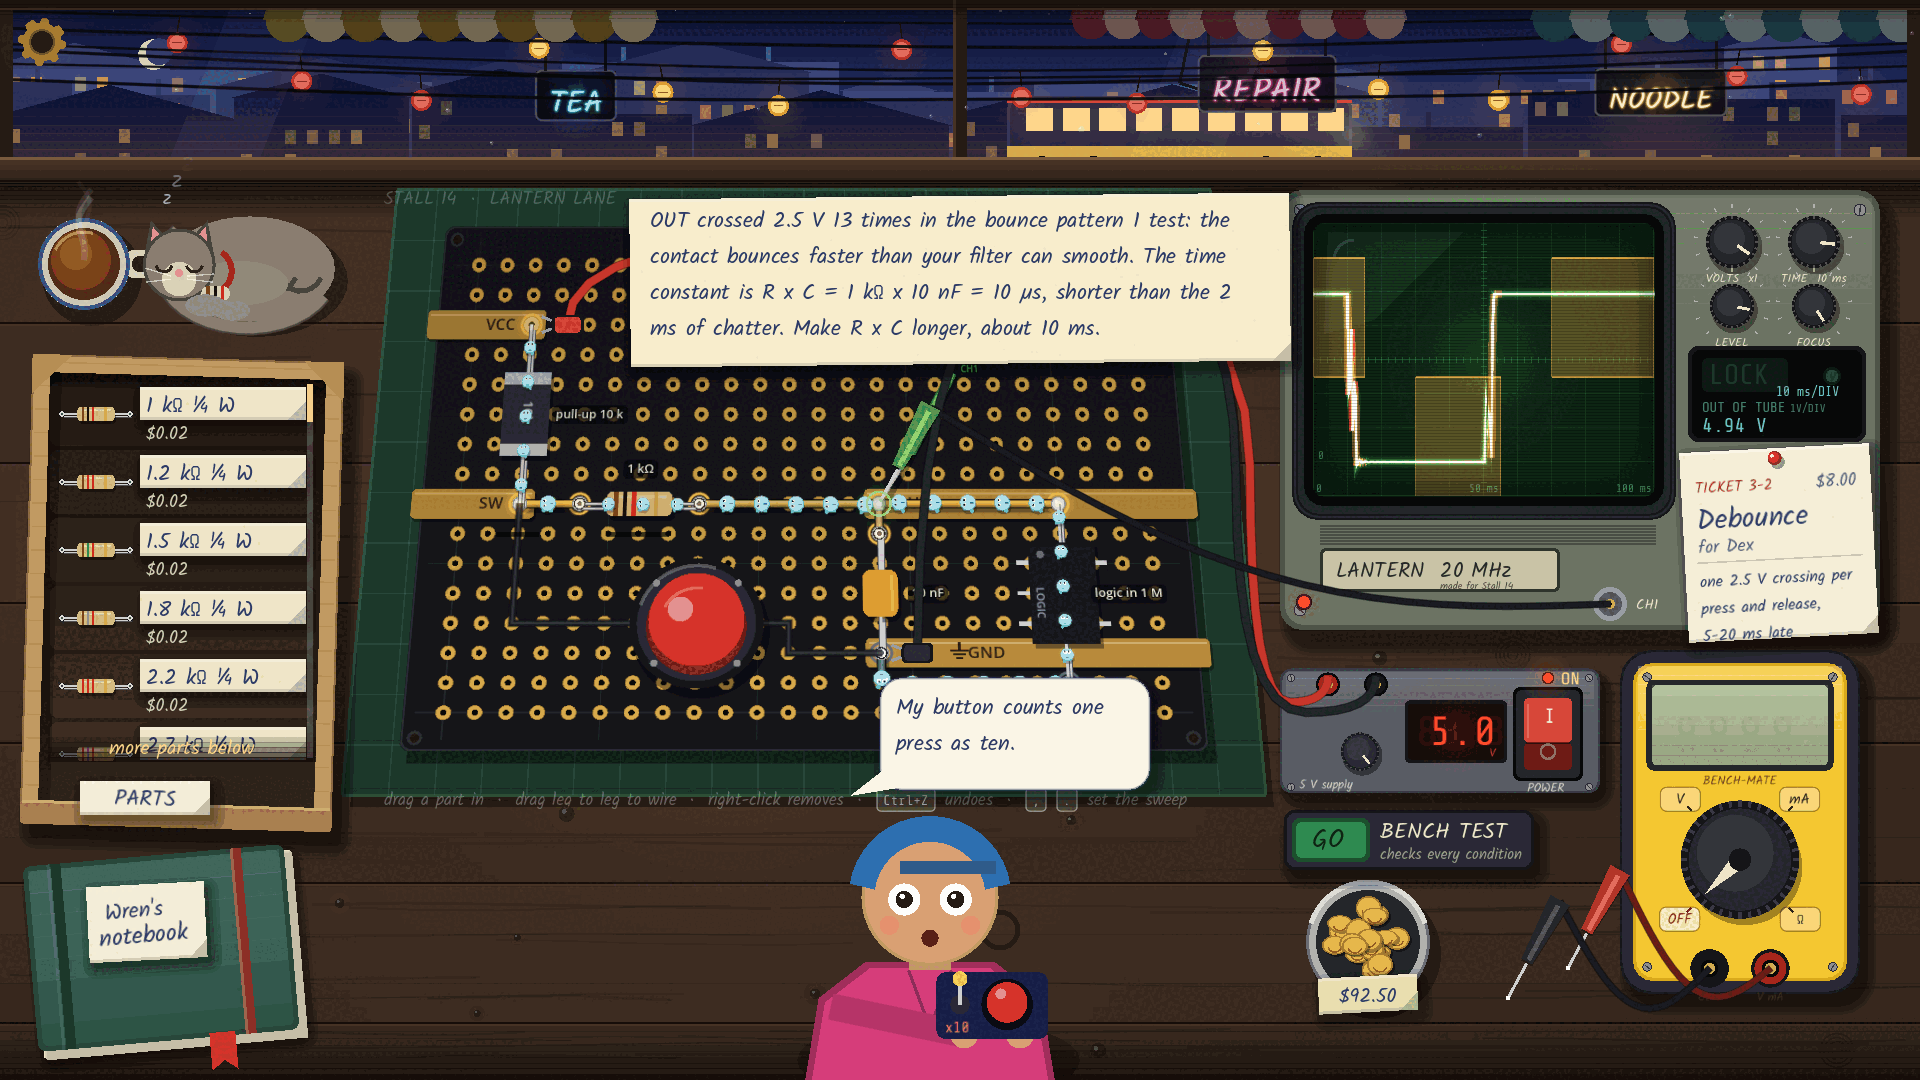 TEA
REPAIR
NOODLE
z
z
STALL 14 · LANTERN LANE
OUT crossed 2.5 V 13 times in the bounce pattern 1 test: the
contact bounces faster than your filter can smooth. The time
constant is R x C = 1 kΩ x 10 nF = 10 µs, shorter than the 2
ms of chatter. Make R x C longer, about 10 ms.
VCC
pull-up 10 k
CH1
1 kΩ
SW
LOGIC
logic in 1 M
GND
1 kΩ ¼ W
$0.02
1.2 kΩ ¼ W
$0.02
1.5 kΩ ¼ W
$0.02
1.8 kΩ ¼ W
$0.02
2.2 kΩ ¼ W
$0.02
more parts below
PARTS
Wren's
notebook
My button counts one
press as ten.
drag a part in · drag leg to leg to wire · right-click removes · Ctrl+Z undoes · , . set the sweep
x10
0
0
50 ms
100 ms
VOLTS x1
TIME 10 ms
LEVEL
FOCUS
LOCK
10 ms/DIV
OUT OF TUBE 1V/DIV
4.94 V
LANTERN 20 MHz
made for Stall 14
CH1
TICKET 3-2
$8.00
Debounce
for Dex
one 2.5 V crossing per
press and release,
5-20 ms late
ON
5.0
V
I
5 V supply
POWER
GO
BENCH TEST
checks every condition
$92.50
BENCH-MATE
V
mA
OFF
Ω